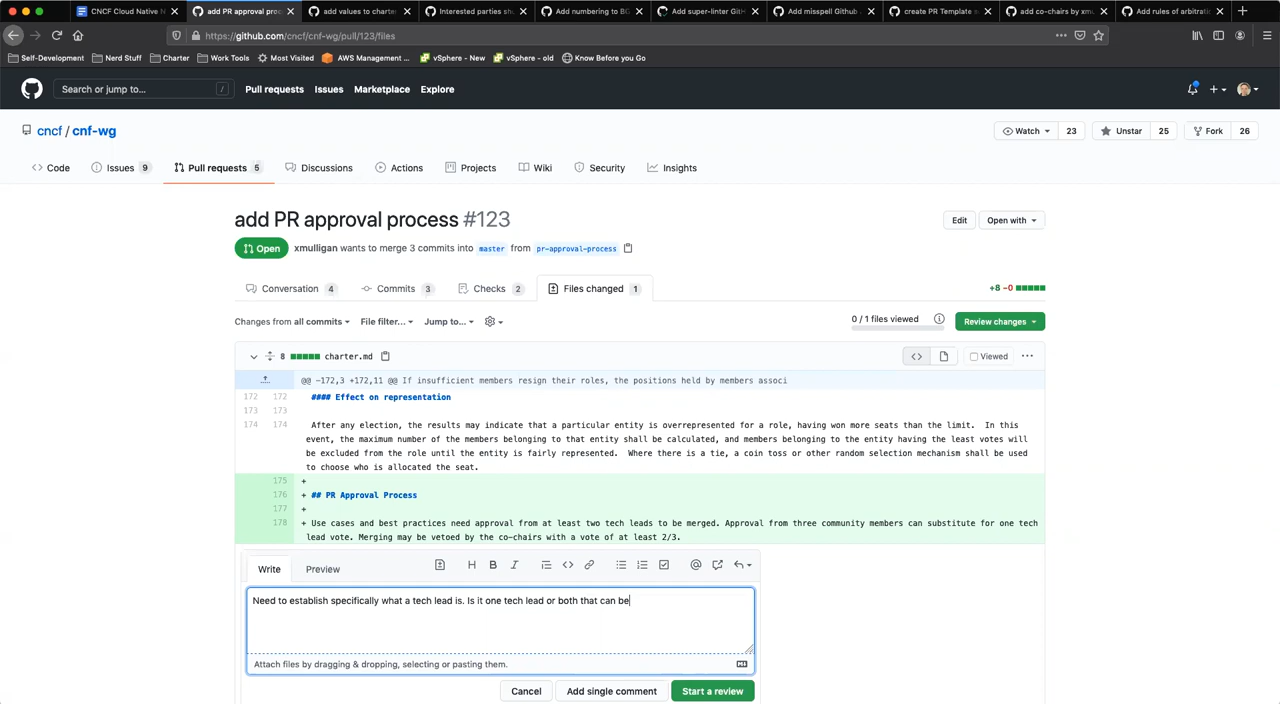 CNCF Cloud Native N
add PR approval proc
add values to charte
Interested parties sh
Add numbering to BG
Add super-linter GitH
Add misspell Github
create PR Template s
add co-chairs by xmu
Add rules of arbitrati
https://github.com/cncf/cnf-wg/pull/123/files
Self-Development
Nerd Stuff
Charter
Work Tools
Most Visited
AWS Management ...
vSphere - New
vSphere - old
Know Before you Go
Search or jump to...
/
Pull requests
Issues
Marketplace
Explore
cncf / cnf-wg
Watch
23
Unstar
25
Fork
26
Code
Issues 9
Pull requests 5
Discussions
Actions
Projects
Wiki
Security
Insights
add PR approval process #123
Edit
Open with
Open
xmulligan wants to merge 3 commits into master from pr-approval-process
Conversation 4
Commits 3
Checks 2
Files changed 1
+8 −0
Changes from all commits
File filter...
Jump to...
0 / 1 files viewed
Review changes
8
charter.md
Viewed
@@ -172,3 +172,11 @@ If insufficient members resign their roles, the positions held by members associ
172 172 #### Effect on representation
173 173
174 174 After any election, the results may indicate that a particular entity is overrepresented for a role, having won more seats than the limit. In this
event, the maximum number of the members belonging to that entity shall be calculated, and members belonging to the entity having the least votes will
be excluded from the role until the entity is fairly represented. Where there is a tie, a coin toss or other random selection mechanism shall be used
to choose who is allocated the seat.
175 +
176 + ## PR Approval Process
177 +
178 + Use cases and best practices need approval from at least two tech leads to be merged. Approval from three community members can substitute for one tech
lead vote. Merging may be vetoed by the co-chairs with a vote of at least 2/3.
Write
Preview
Need to establish specifically what a tech lead is. Is it one tech lead or both that can be
Attach files by dragging & dropping, selecting or pasting them.
Cancel
Add single comment
Start a review